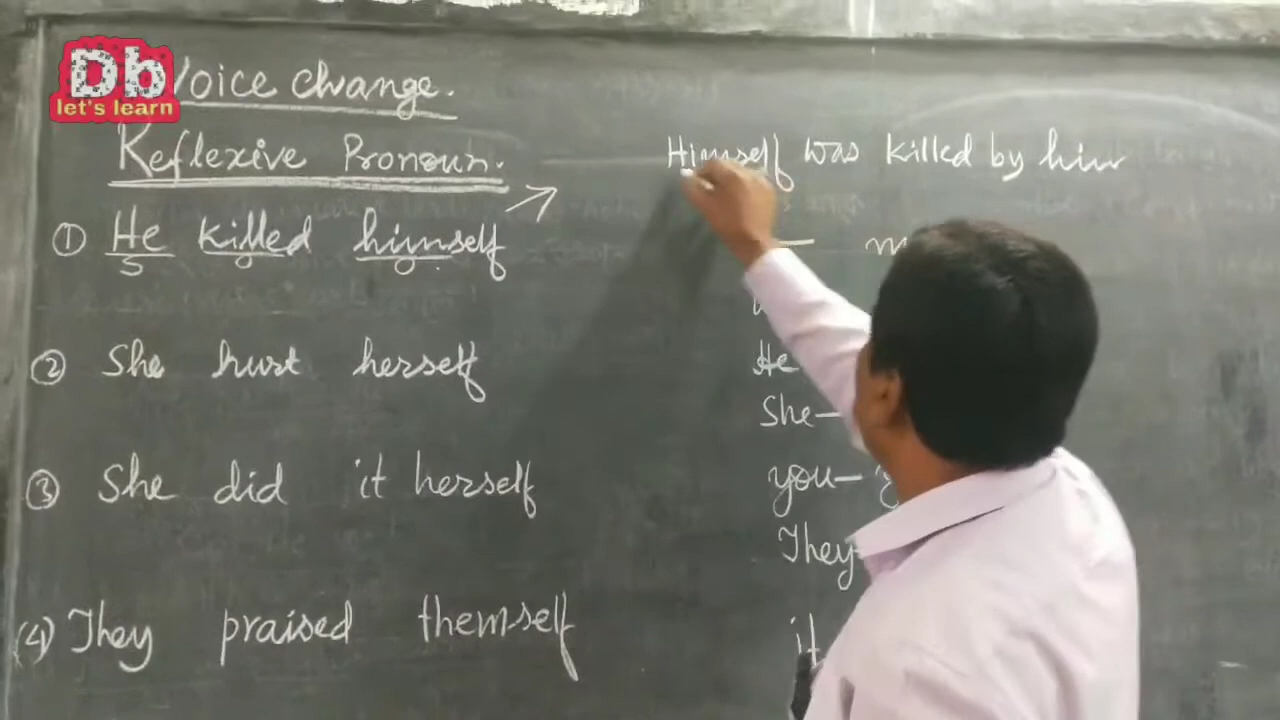 Db
let's learn
Voice change.
Reflexive Pronoun.
① He killed himself
S
② She hurt herself
③ She did it herself
(4) They praised themself
Himself was killed by him
He
She—
you—
They-
it